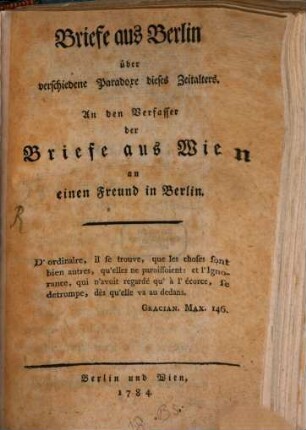 Briefe aus Berlin
über
verschiedene Paradoxe dieses Zeitalters.
An den Verfasser
der
Briefe aus Wien
an
einen Freund in Berlin.
R
D'ordinaire, il se trouve, que les choses sont
bien autres, qu'elles ne paroissoient: et l'Igno-
rance, qui n'avuit regardé qu' à l' écorce, se
detrompe, dès qu'elle va au dedans.
GRACIAN. MAX. 146.
Berlin und Wien,
1784